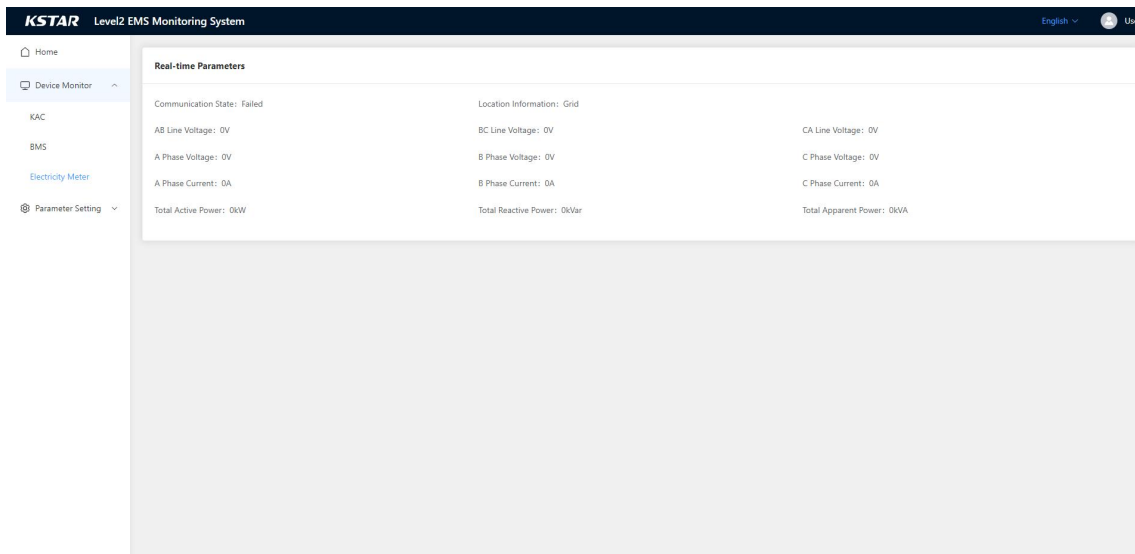 KSTAR Level2 EMS Monitoring System English Use
Home
Device Monitor
KAC
BMS
Electricity Meter
Parameter Setting
Real-time Parameters
Communication State: Failed Location Information: Grid
AB Line Voltage: 0V BC Line Voltage: 0V CA Line Voltage: 0V
A Phase Voltage: 0V B Phase Voltage: 0V C Phase Voltage: 0V
A Phase Current: 0A B Phase Current: 0A C Phase Current: 0A
Total Active Power: 0kW Total Reactive Power: 0kVar Total Apparent Power: 0kVA